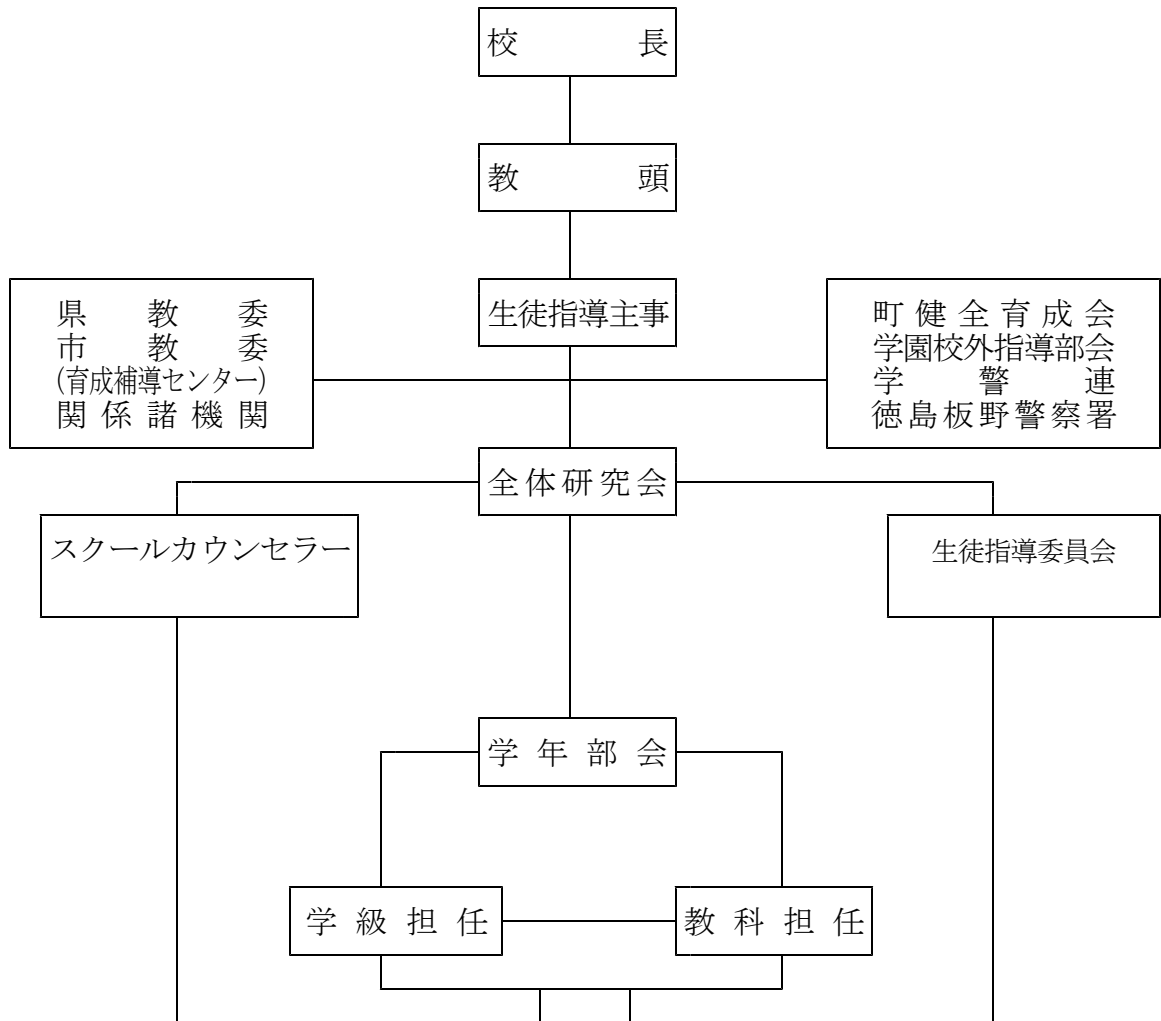 校長
教頭
生徒指導主事
県教委
市教委
(育成補導センター)
関係諸機関
町健全育成会
学園校外指導部会
学警連
徳島板野警察署
全体研究会
スクールカウンセラー
生徒指導委員会
学年部会
学級担任
教科担任